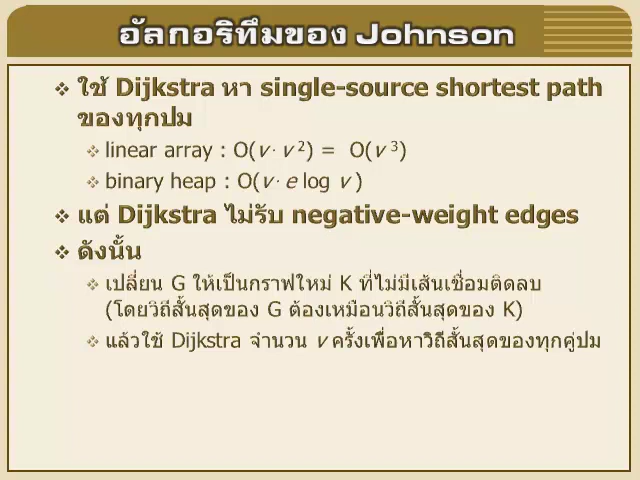 อัลกอริทึมของ Johnson
❖ ใช้ Dijkstra หา single-source shortest path
ของทุกปม
❖ linear array : O(v · v²) = O(v³)
❖ binary heap : O(v · e log v )
❖ แต่ Dijkstra ไม่รับ negative-weight edges
❖ ดังนั้น
❖ เปลี่ยน G ให้เป็นกราฟใหม่ K ที่ไม่มีเส้นเชื่อมติดลบ
(โดยวิถีสั้นสุดของ G ต้องเหมือนวิถีสั้นสุดของ K)
❖ แล้วใช้ Dijkstra จำนวน v ครั้งเพื่อหาวิถีสั้นสุดของทุกคู่ปม